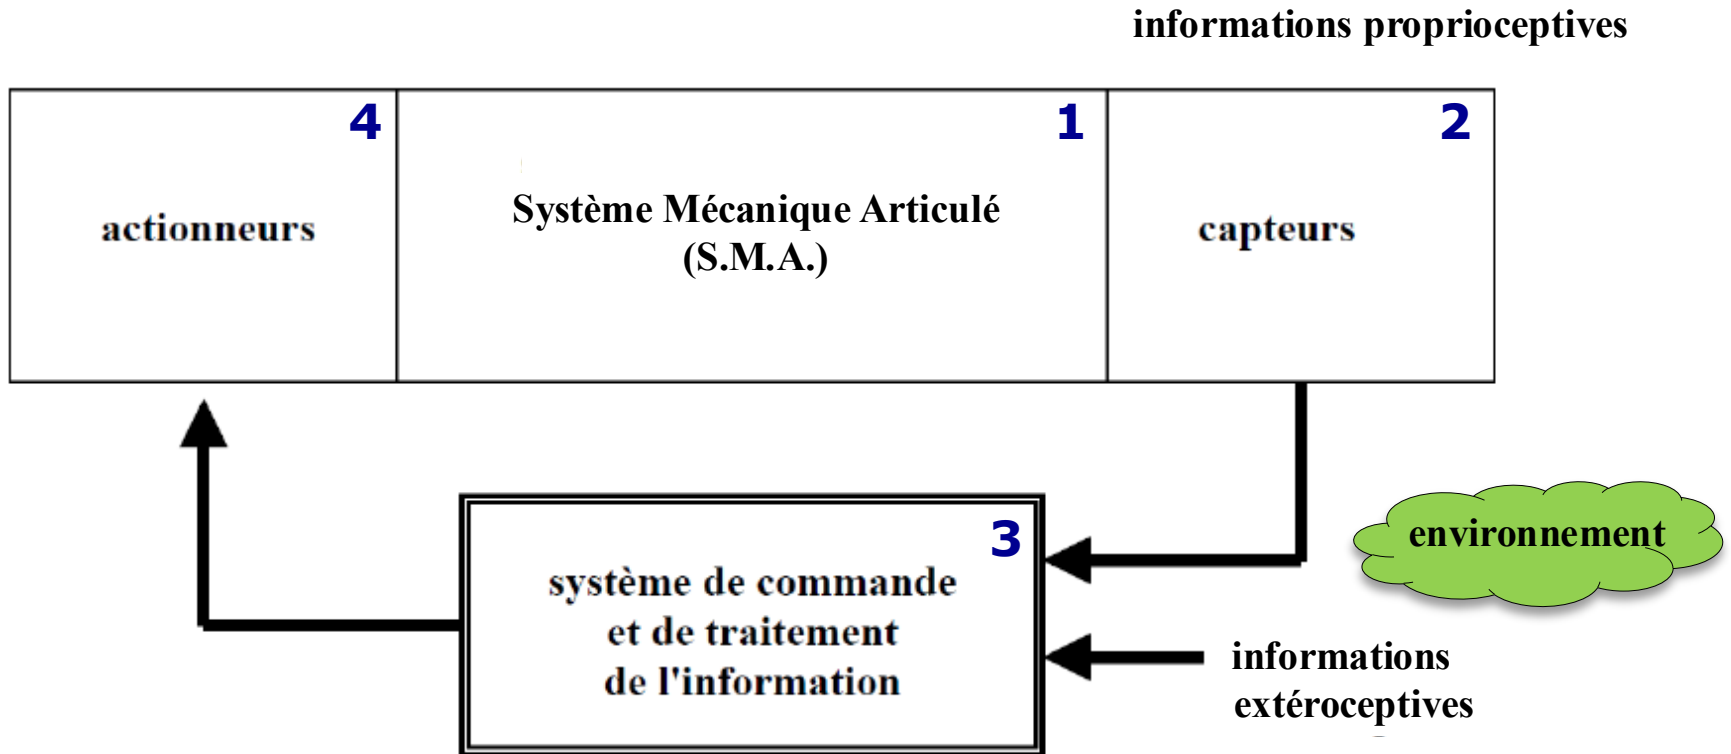 informations proprioceptives
4
1
2
actionneurs
Système Mécanique Articulé
(S.M.A.)
capteurs
3
système de commande
et de traitement
de l'information
environnement
informations
extéroceptives